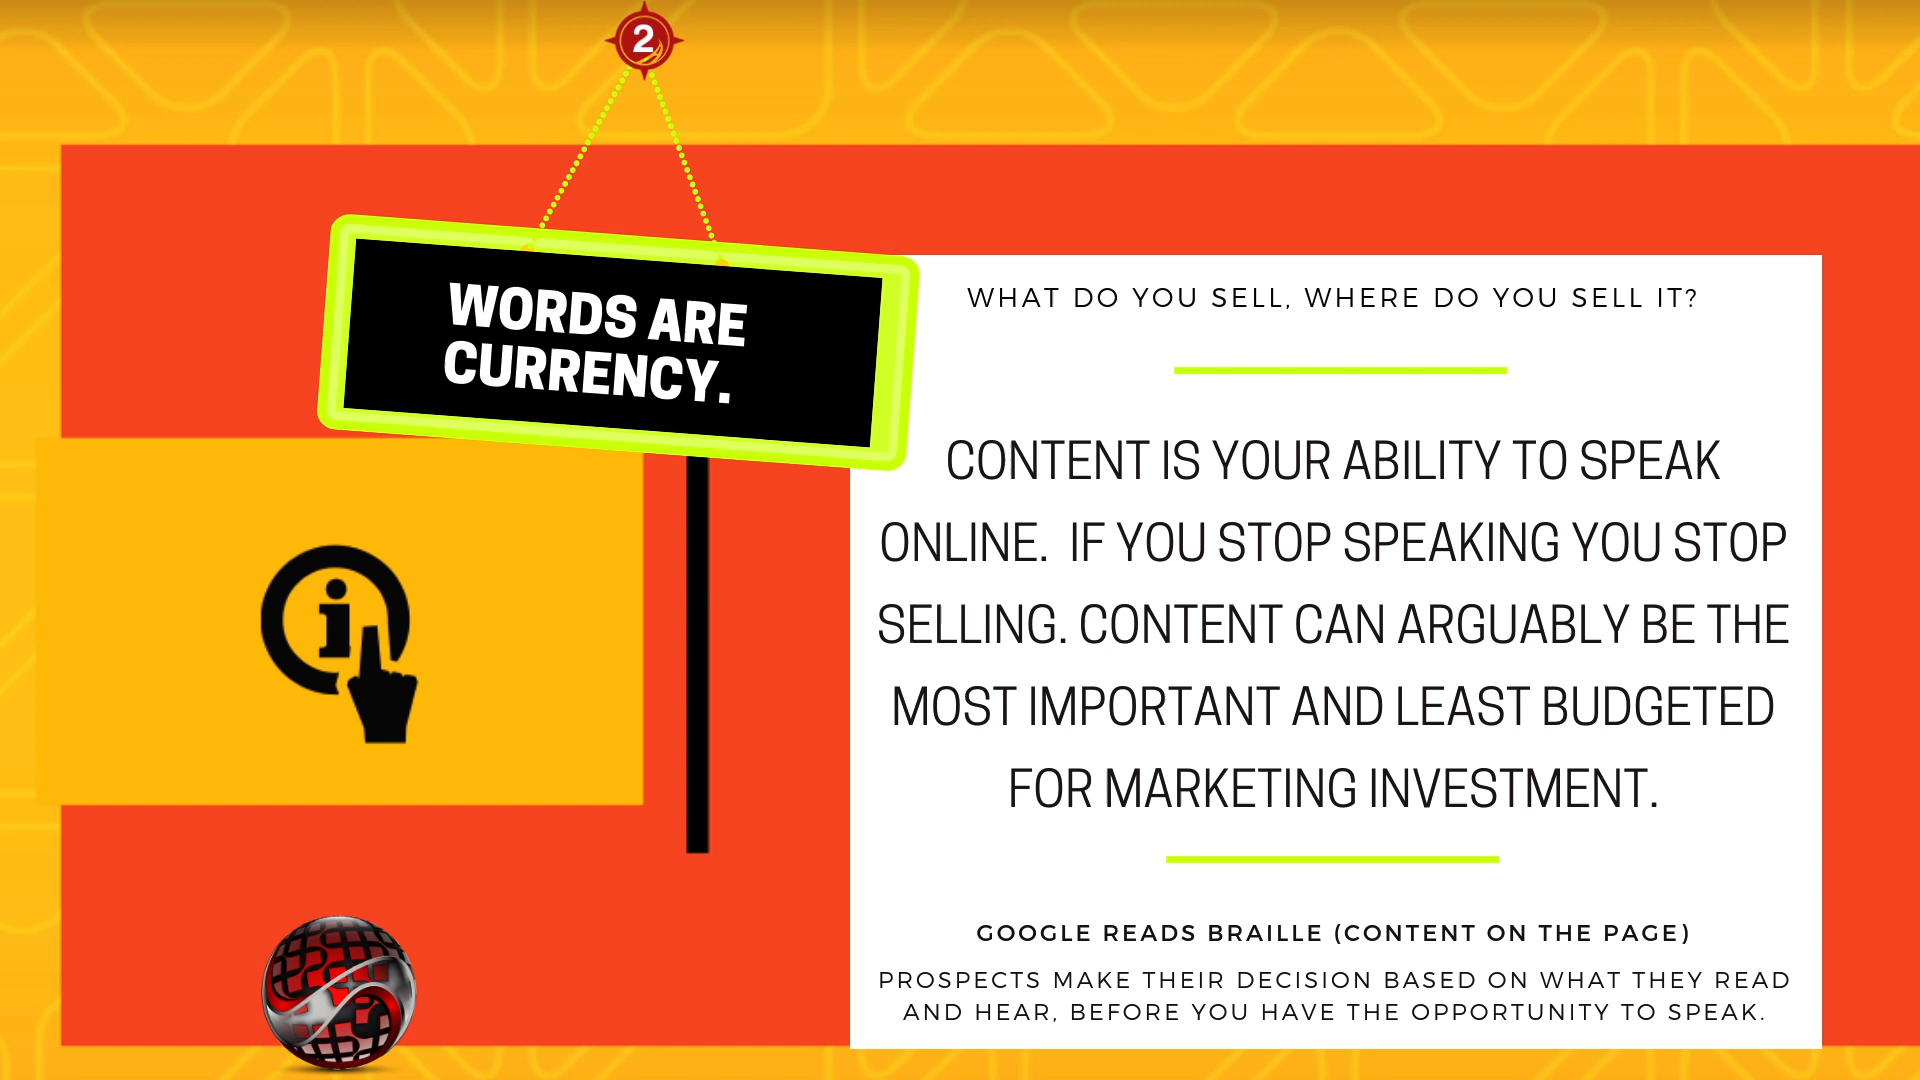 2
WORDS ARE
CURRENCY.
WHAT DO YOU SELL, WHERE DO YOU SELL IT?
CONTENT IS YOUR ABILITY TO SPEAK
ONLINE.  IF YOU STOP SPEAKING YOU STOP
SELLING. CONTENT CAN ARGUABLY BE THE
MOST IMPORTANT AND LEAST BUDGETED
FOR MARKETING INVESTMENT.
GOOGLE READS BRAILLE (CONTENT ON THE PAGE)
PROSPECTS MAKE THEIR DECISION BASED ON WHAT THEY READ
AND HEAR, BEFORE YOU HAVE THE OPPORTUNITY TO SPEAK.